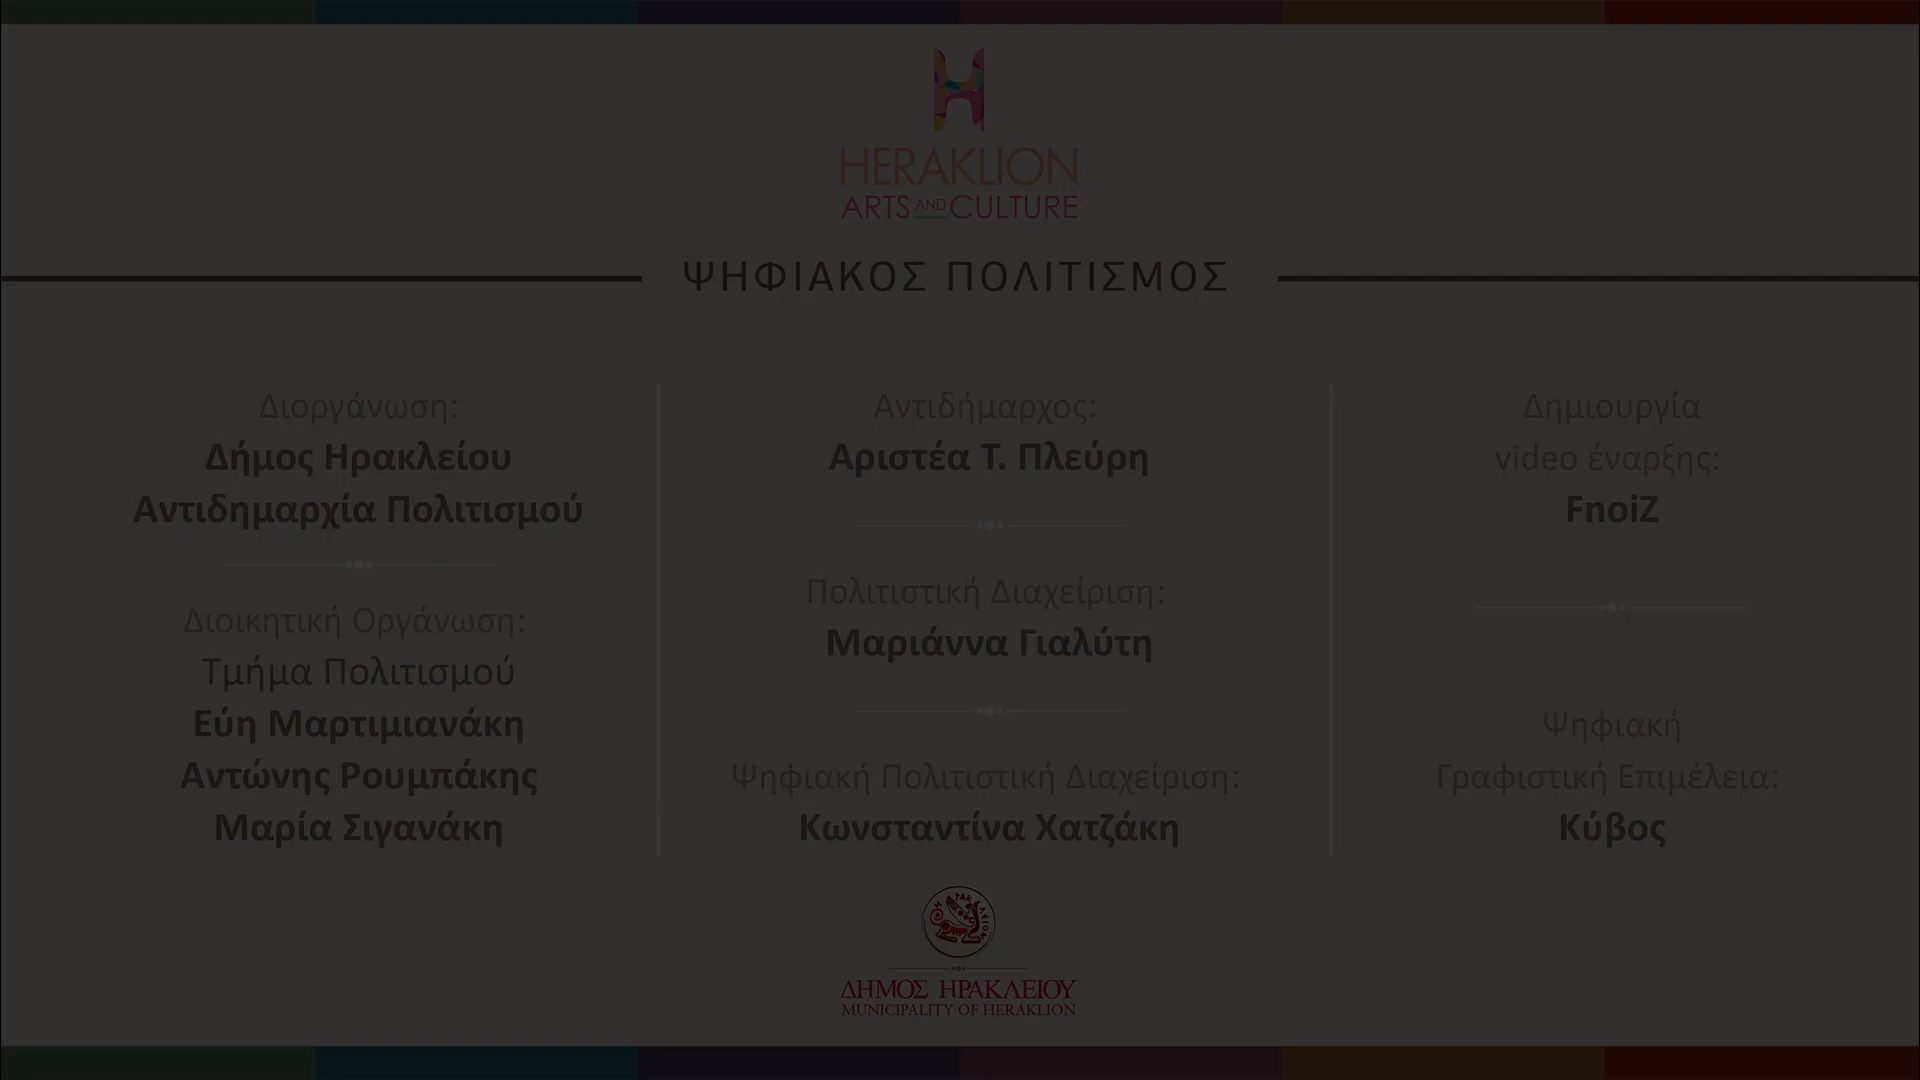 HERAKLION
ARTS AND CULTURE
ΨΗΦΙΑΚΟΣ ΠΟΛΙΤΙΣΜΟΣ
Διοργάνωση:
Δήμος Ηρακλείου
Αντιδημαρχία Πολιτισμού
Διοικητική Οργάνωση:
Τμήμα Πολιτισμού
Εύη Μαρτιμιανάκη
Αντώνης Ρουμπάκης
Μαρία Σιγανάκη
Αντιδήμαρχος:
Αριστέα Τ. Πλεύρη
Πολιτιστική Διαχείριση:
Μαριάννα Γιαλύτη
Ψηφιακή Πολιτιστική Διαχείριση:
Κωνσταντίνα Χατζάκη
Δημιουργία
video έναρξης:
FnoiZ
Ψηφιακή
Γραφιστική Επιμέλεια:
Κύβος
ΗΡΑΚΛΕΙΟΝ
ΔΗΜΟΣ ΗΡΑΚΛΕΙΟΥ
MUNICIPALITY OF HERAKLION